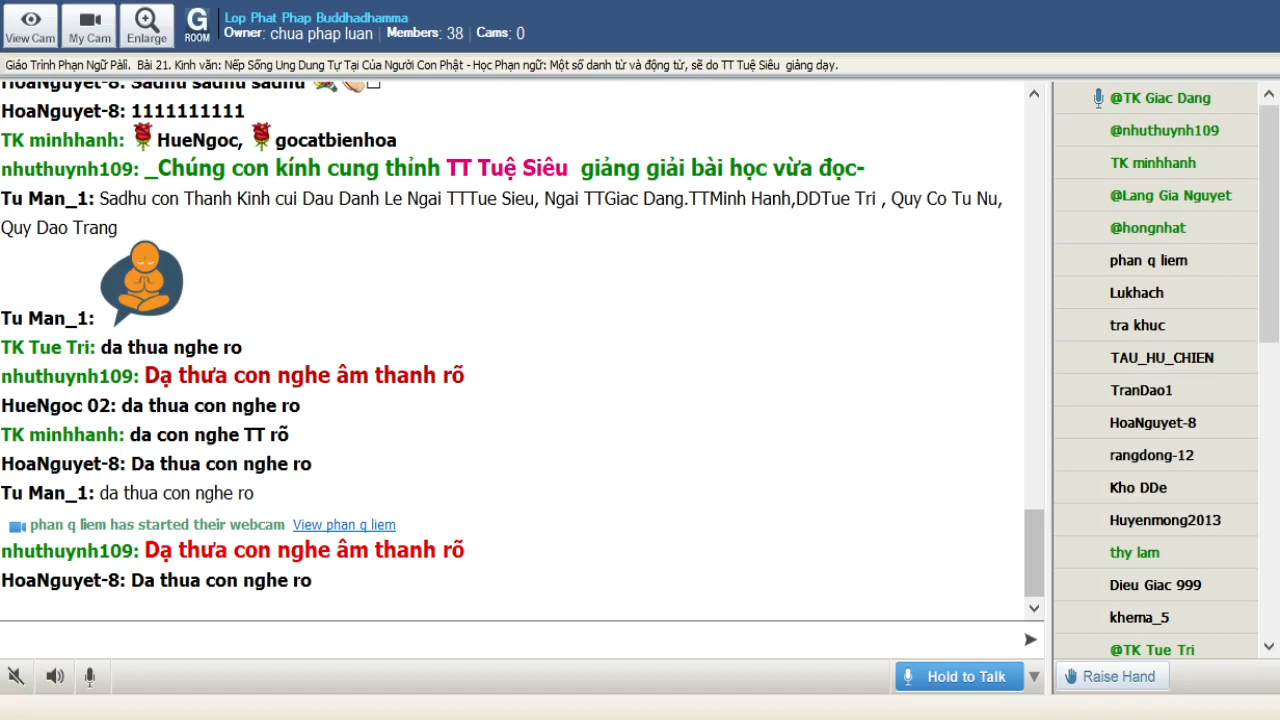 View Cam
My Cam
Enlarge
G
ROOM
Lop Phat Phap Buddhadhamma
Owner: chua phap luan | Members: 38 | Cams: 0
Giáo Trình Phạn Ngữ Pàli. Bài 21. Kinh văn: Nếp Sống Ung Dung Tự Tại Của Người Con Phật - Học Phạn ngữ: Một số danh từ và động từ, sẽ do TT Tuệ Siêu giảng dạy.
HoaNguyet-8: Sadhu sadhu sadhu
HoaNguyet-8: 1111111111
TK minhhanh: HueNgoc, gocatbienhoa
nhuthuynh109: _Chúng con kính cung thỉnh TT Tuệ Siêu giảng giải bài học vừa đọc-
Tu Man_1: Sadhu con Thanh Kinh cui Dau Danh Le Ngai TTTue Sieu, Ngai TTGiac Dang.TTMinh Hanh,DDTue Tri , Quy Co Tu Nu,
Quy Dao Trang
Tu Man_1:
TK Tue Tri: da thua nghe ro
nhuthuynh109: Dạ thưa con nghe âm thanh rõ
HueNgoc 02: da thua con nghe ro
TK minhhanh: da con nghe TT rõ
HoaNguyet-8: Da thua con nghe ro
Tu Man_1: da thua con nghe ro
phan q liem has started their webcam View phan q liem
nhuthuynh109: Dạ thưa con nghe âm thanh rõ
HoaNguyet-8: Da thua con nghe ro
@TK Giac Dang
@nhuthuynh109
TK minhhanh
@Lang Gia Nguyet
@hongnhat
phan q liem
Lukhach
tra khuc
TAU_HU_CHIEN
TranDao1
HoaNguyet-8
rangdong-12
Kho DDe
Huyenmong2013
thy lam
Dieu Giac 999
khema_5
@TK Tue Tri
Hold to Talk
Raise Hand